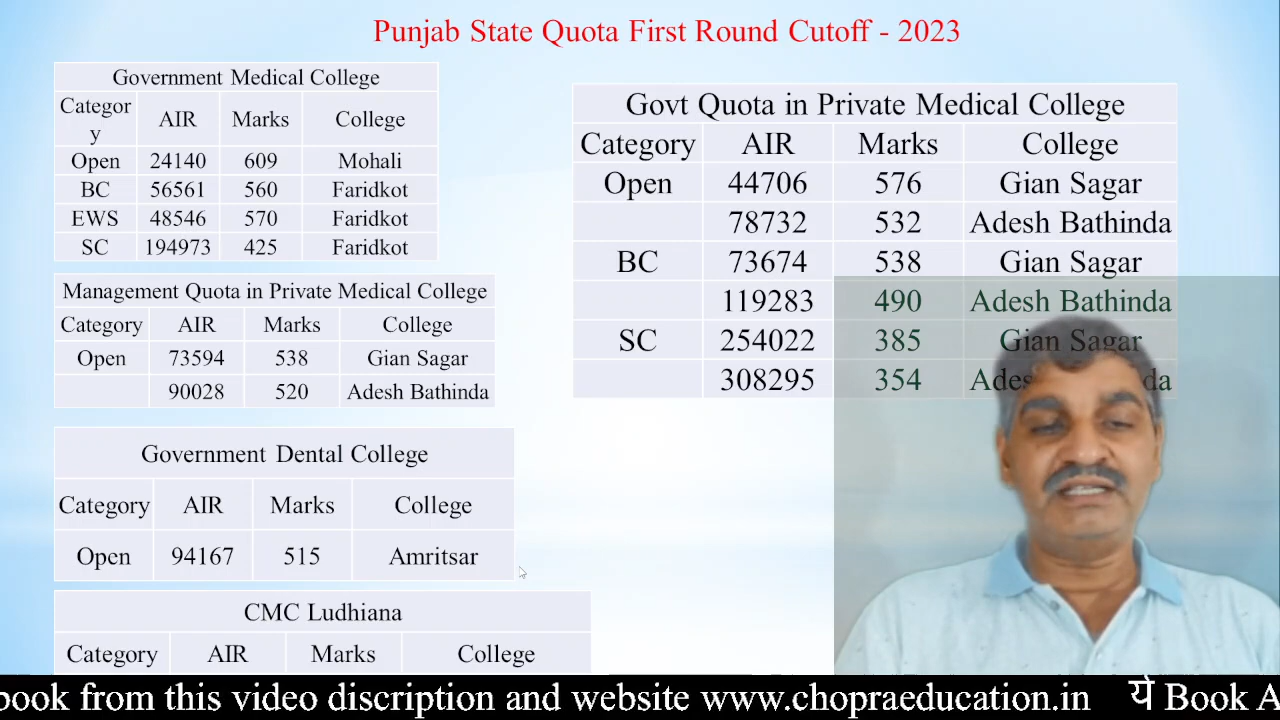 Punjab State Quota First Round Cutoff - 2023
Government Medical College
Categor
y AIR Marks College
Open 24140 609 Mohali
BC 56561 560 Faridkot
EWS 48546 570 Faridkot
SC 194973 425 Faridkot
Management Quota in Private Medical College
Category AIR Marks College
Open 73594 538 Gian Sagar
90028 520 Adesh Bathinda
Government Dental College
Category AIR Marks College
Open 94167 515 Amritsar
CMC Ludhiana
Category AIR Marks College
Govt Quota in Private Medical College
Category AIR Marks College
Open 44706 576 Gian Sagar
78732 532 Adesh Bathinda
BC 73674 538 Gian Sagar
119283 490 Adesh Bathinda
SC 254022 385 Gian Sagar
308295 354
book from this video discription and website www.chopraeducation.in ये Book A